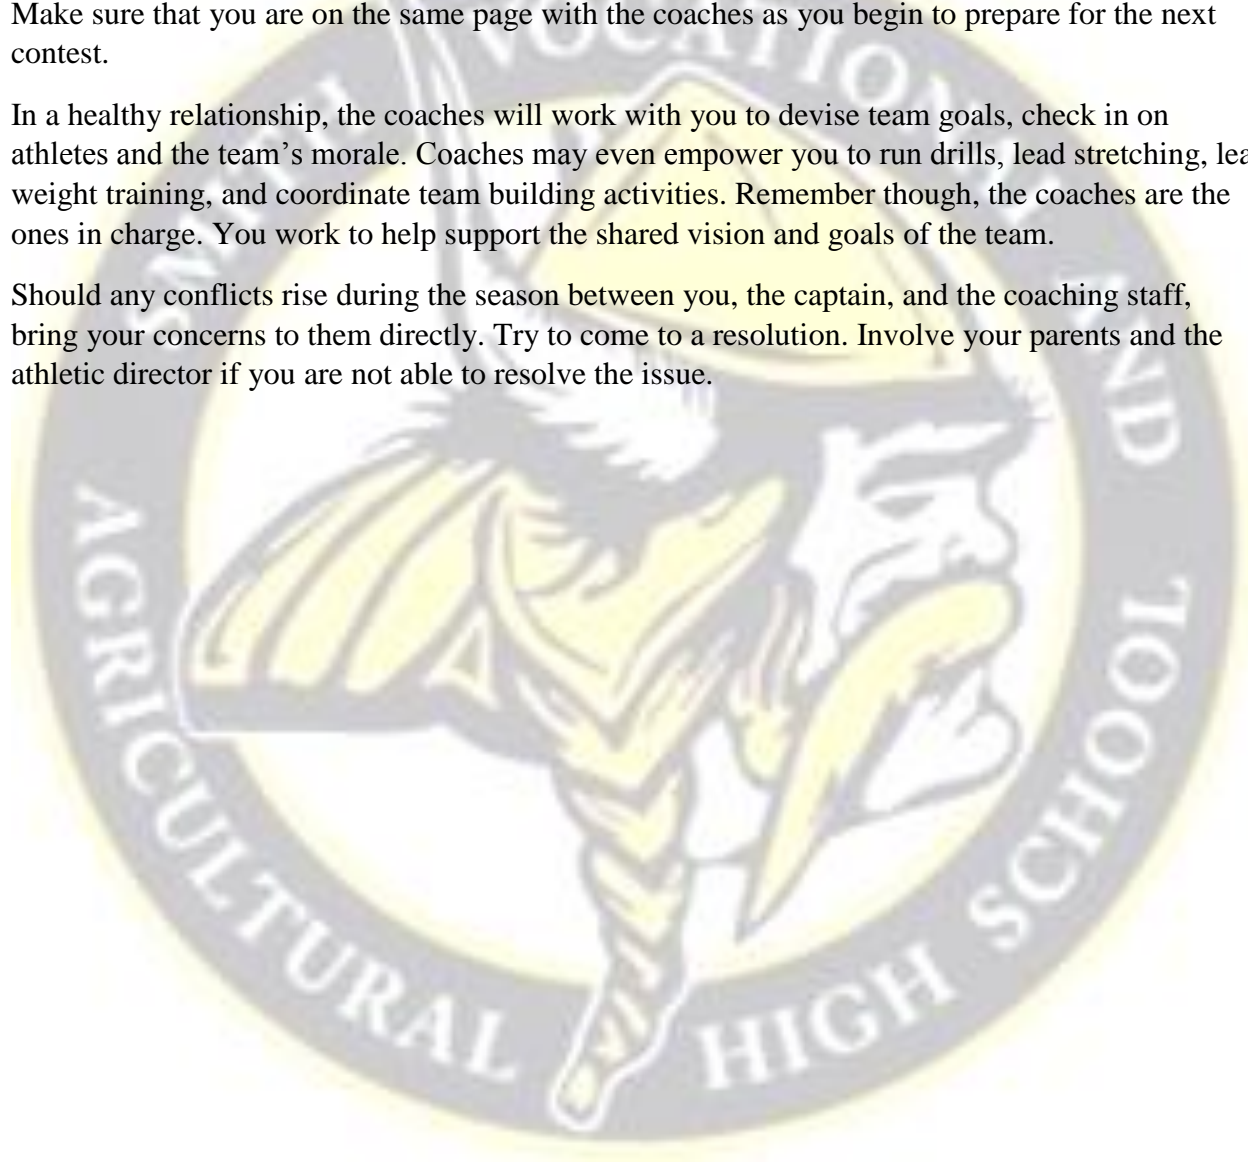 Make sure that you are on the same page with the coaches as you begin to prepare for the next
contest.
In a healthy relationship, the coaches will work with you to devise team goals, check in on
athletes and the team’s morale. Coaches may even empower you to run drills, lead stretching, lea
weight training, and coordinate team building activities. Remember though, the coaches are the
ones in charge. You work to help support the shared vision and goals of the team.
Should any conflicts rise during the season between you, the captain, and the coaching staff,
bring your concerns to them directly. Try to come to a resolution. Involve your parents and the
athletic director if you are not able to resolve the issue.
SMITH VOCATIONAL AND
AGRICULTURAL HIGH SCHOOL